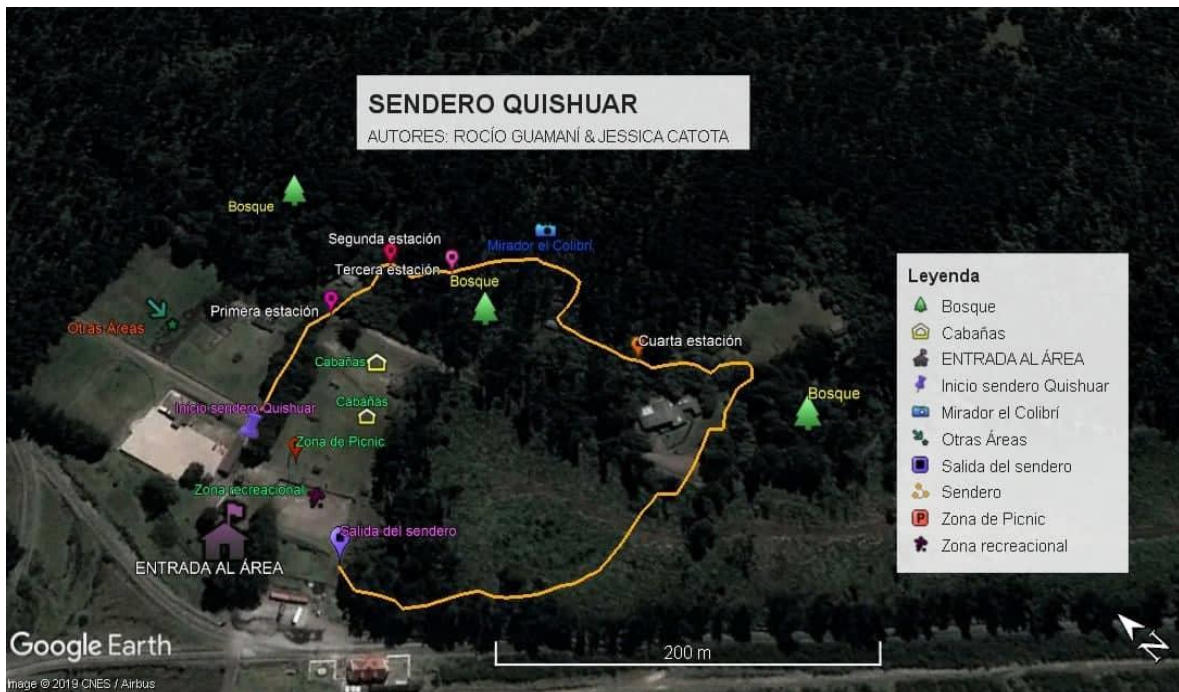 SENDERO QUISHUAR
AUTORES: ROCÍO GUAMANÍ & JESSICA CATOTA
Bosque
Segunda estación
Mirador el Colibrí
Tercera estación
Bosque
Primera estación
Otras Áreas
Cuarta estación
Cabañas
Bosque
Cabañas
Inicio sendero Quishuar
Zona de Picnic
Zona recreacional
Salida del sendero
ENTRADA AL ÁREA
Leyenda
Bosque
Cabañas
ENTRADA AL ÁREA
Inicio sendero Quishuar
Mirador el Colibrí
Otras Áreas
Salida del sendero
Sendero
P
Zona de Picnic
Zona recreacional
N
Google Earth
200 m
Image © 2019 CNES / Airbus